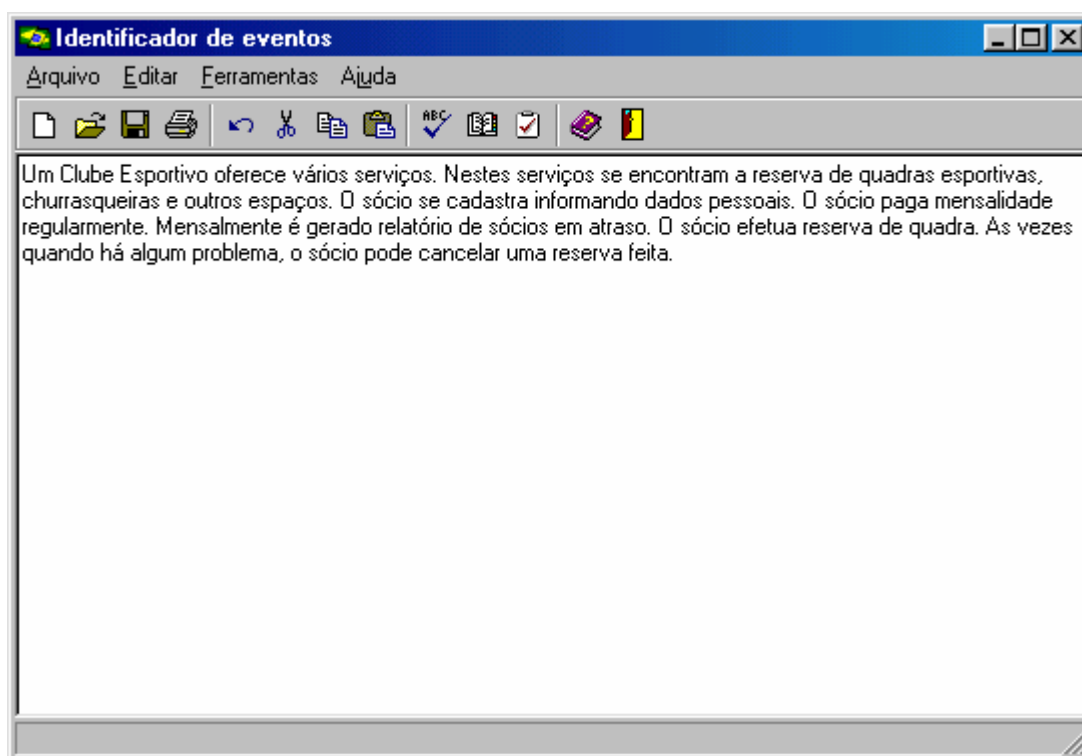 Identificador de eventos
Arquivo Editar Ferramentas Ajuda
ABC
Um Clube Esportivo oferece vários serviços. Nestes serviços se encontram a reserva de quadras esportivas,
churrasqueiras e outros espaços. O sócio se cadastra informando dados pessoais. O sócio paga mensalidade
regularmente. Mensalmente é gerado relatório de sócios em atraso. O sócio efetua reserva de quadra. As vezes
quando há algum problema, o sócio pode cancelar uma reserva feita.